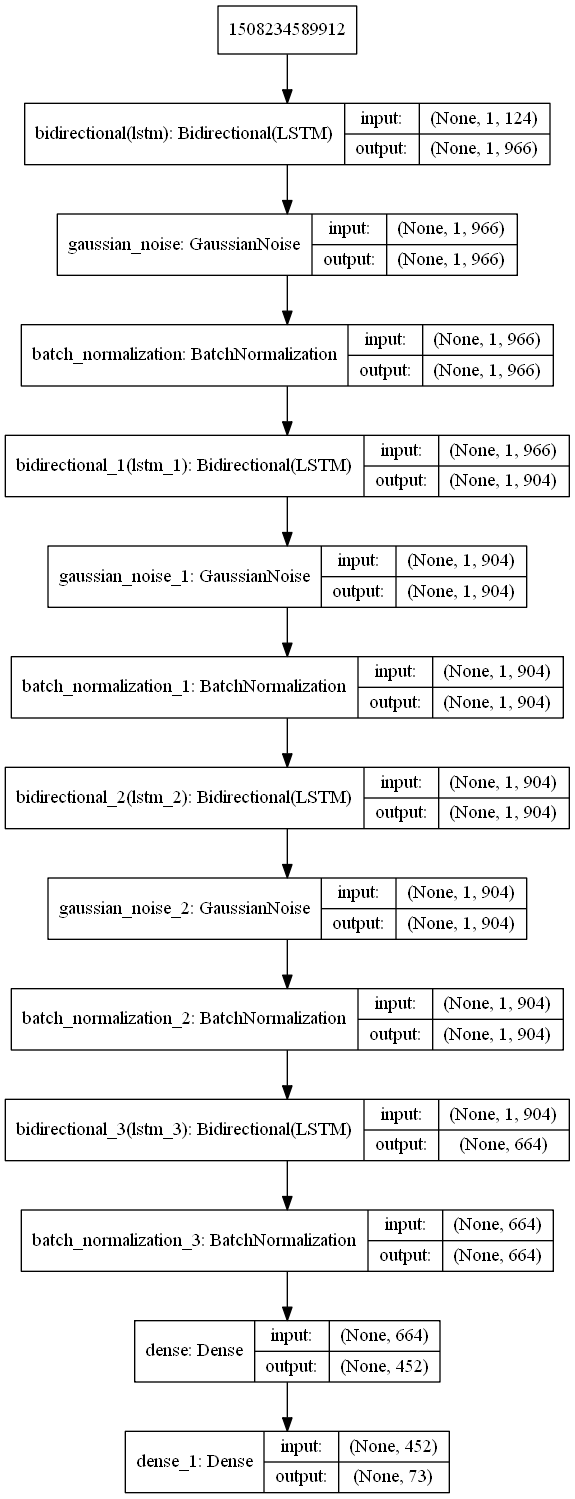 1508234589912
bidirectional(lstm): Bidirectional(LSTM)
input: (None, 1, 124)
output: (None, 1, 966)
gaussian_noise: GaussianNoise
input: (None, 1, 966)
output: (None, 1, 966)
batch_normalization: BatchNormalization
input: (None, 1, 966)
output: (None, 1, 966)
bidirectional_1(lstm_1): Bidirectional(LSTM)
input: (None, 1, 966)
output: (None, 1, 904)
gaussian_noise_1: GaussianNoise
input: (None, 1, 904)
output: (None, 1, 904)
batch_normalization_1: BatchNormalization
input: (None, 1, 904)
output: (None, 1, 904)
bidirectional_2(lstm_2): Bidirectional(LSTM)
input: (None, 1, 904)
output: (None, 1, 904)
gaussian_noise_2: GaussianNoise
input: (None, 1, 904)
output: (None, 1, 904)
batch_normalization_2: BatchNormalization
input: (None, 1, 904)
output: (None, 1, 904)
bidirectional_3(lstm_3): Bidirectional(LSTM)
input: (None, 1, 904)
output: (None, 664)
batch_normalization_3: BatchNormalization
input: (None, 664)
output: (None, 664)
dense: Dense
input: (None, 664)
output: (None, 452)
dense_1: Dense
input: (None, 452)
output: (None, 73)